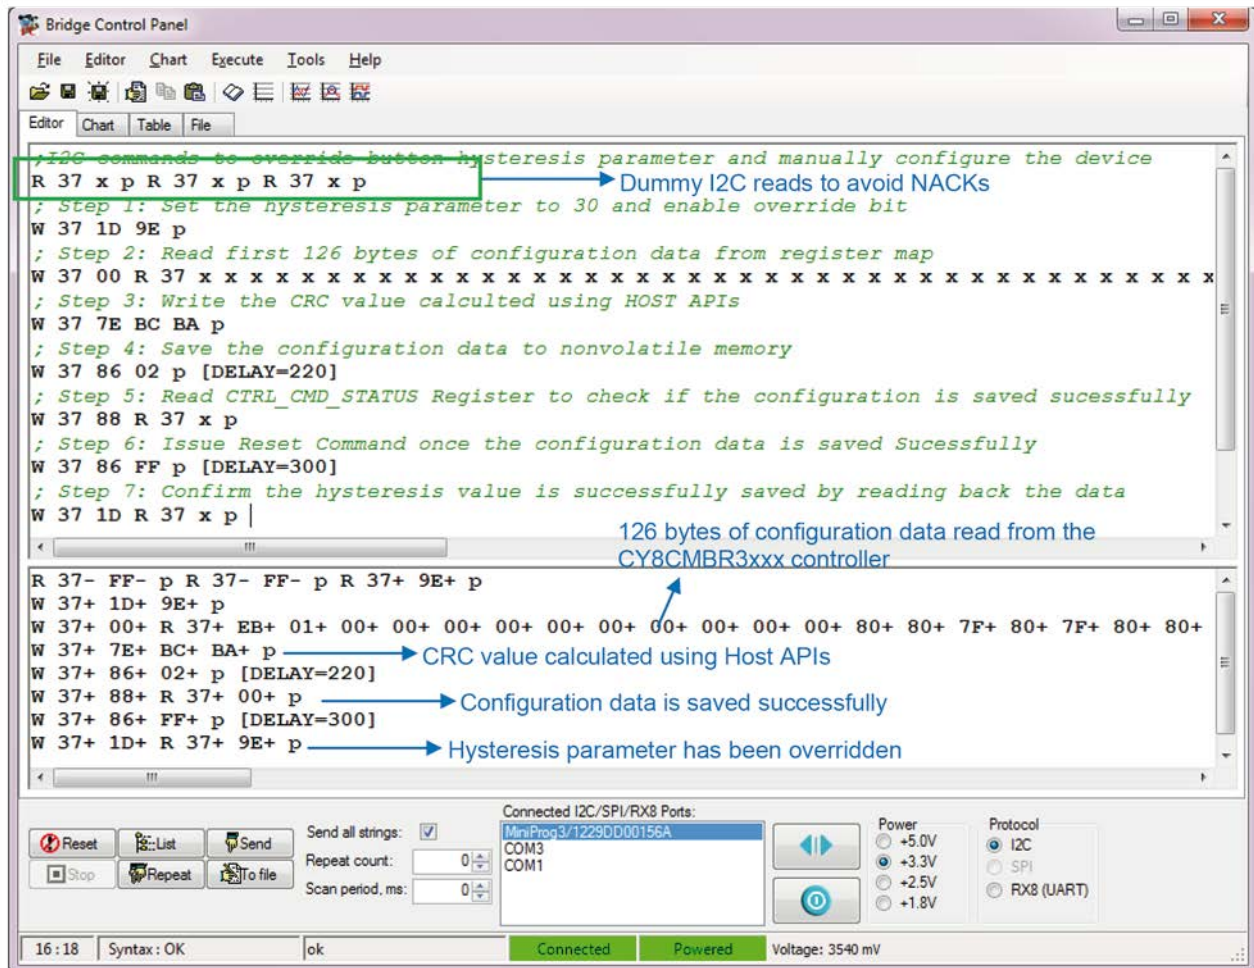 Bridge Control Panel
File Editor Chart Execute Tools Help
Editor Chart Table File
;I2C commands to override button hysteresis parameter and manually configure the device
R 37 x p R 37 x p R 37 x p
Dummy I2C reads to avoid NACKs
; Step 1: Set the hysteresis parameter to 30 and enable override bit
W 37 1D 9E p
; Step 2: Read first 126 bytes of configuration data from register map
W 37 00 R 37 x x x x x x x x x x x x x x x x x x x x x x x x x x x x x x x x x x x x x x x x
; Step 3: Write the CRC value calculted using HOST APIs
W 37 7E BC BA p
; Step 4: Save the configuration data to nonvolatile memory
W 37 86 02 p [DELAY=220]
; Step 5: Read CTRL_CMD_STATUS Register to check if the configuration is saved sucessfully
W 37 88 R 37 x p
; Step 6: Issue Reset Command once the configuration data is saved Sucessfully
W 37 86 FF p [DELAY=300]
; Step 7: Confirm the hysteresis value is successfully saved by reading back the data
W 37 1D R 37 x p
126 bytes of configuration data read from the
CY8CMBR3xxx controller
R 37- FF- p R 37- FF- p R 37+ 9E+ p
W 37+ 1D+ 9E+ p
W 37+ 00+ R 37+ EB+ 01+ 00+ 00+ 00+ 00+ 00+ 00+ 00+ 00+ 00+ 00+ 80+ 80+ 7F+ 80+ 7F+ 80+ 80+
W 37+ 7E+ BC+ BA+ p
CRC value calculated using Host APIs
W 37+ 86+ 02+ p [DELAY=220]
W 37+ 88+ R 37+ 00+ p
Configuration data is saved successfully
W 37+ 86+ FF+ p [DELAY=300]
W 37+ 1D+ R 37+ 9E+ p
Hysteresis parameter has been overridden
Reset List Send
Stop Repeat To file
Send all strings:
Repeat count: 0
Scan period, ms: 0
Connected I2C/SPI/RX8 Ports:
MiniProg3/1229DD00156A
COM3
COM1
Power
+5.0V
+3.3V
+2.5V
+1.8V
Protocol
I2C
SPI
RX8 (UART)
16 : 18 Syntax : OK ok Connected Powered Voltage: 3540 mV